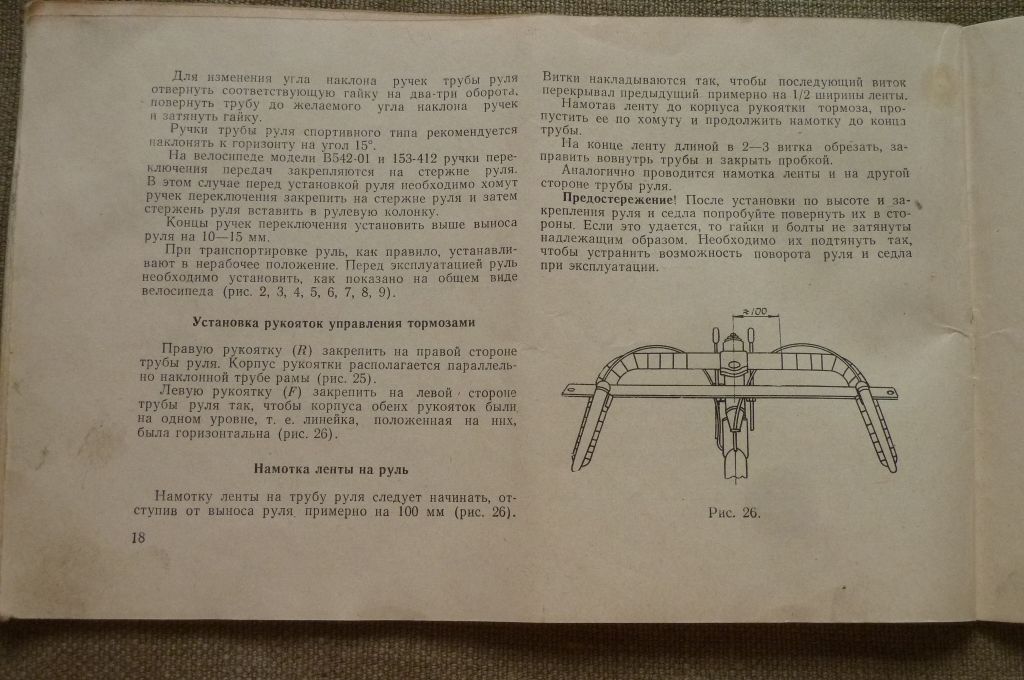 Для изменения угла наклона ручек трубы руля
отвернуть соответствующую гайку на два-три оборота,
повернуть трубу до желаемого угла наклона ручек
и затянуть гайку.
Ручки трубы руля спортивного типа рекомендуется
наклонять к горизонту на угол 15°.
На велосипеде модели В542-01 и 153-412 ручки пере-
ключения передач закрепляются на стержне руля.
В этом случае перед установкой руля необходимо хомут
ручек переключения закрепить на стержне руля и затем
стержень руля вставить в рулевую колонку.
Концы ручек переключения установить выше выноса
руля на 10—15 мм.
При транспортировке руль, как правило, устанавли-
вают в нерабочее положение. Перед эксплуатацией руль
необходимо установить, как показано на общем виде
велосипеда (рис. 2, 3, 4, 5, 6, 7, 8, 9).
Установка рукояток управления тормозами
Правую рукоятку (R) закрепить на правой стороне
трубы руля. Корпус рукоятки располагается параллель-
но наклонной трубе рамы (рис. 25).
Левую рукоятку (F) закрепить на левой стороне
трубы руля так, чтобы корпуса обеих рукояток были
на одном уровне, т. е. линейка, положенная на них,
была горизонтальна (рис. 26).
Намотка ленты на руль
Намотку ленты на трубу руля следует начинать, от-
ступив от выноса руля примерно на 100 мм (рис. 26).
18
Витки накладываются так, чтобы последующий виток
перекрывал предыдущий примерно на 1/2 ширины ленты.
Намотав ленту до корпуса рукоятки тормоза, про-
пустить ее по хомуту и продолжить намотку до конца
трубы.
На конце ленту длиной в 2—3 витка обрезать, за-
править вовнутрь трубы и закрыть пробкой.
Аналогично проводится намотка ленты и на другой
стороне трубы руля.
Предостережение! После установки по высоте и за-
крепления руля и седла попробуйте повернуть их в сто-
роны. Если это удается, то гайки и болты не затянуты
надлежащим образом. Необходимо их подтянуть так,
чтобы устранить возможность поворота руля и седла
при эксплуатации.
≈100
Рис. 26.